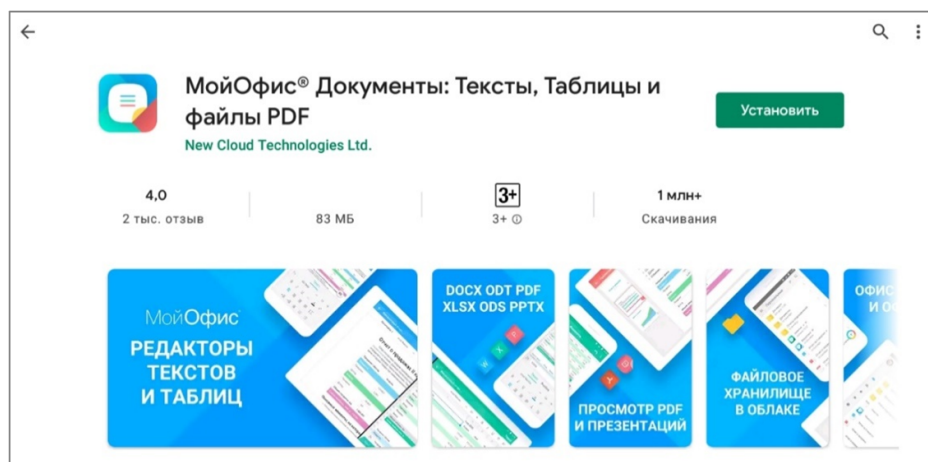 МойОфис® Документы: Тексты, Таблицы и
файлы PDF
Установить
New Cloud Technologies Ltd.
4,0
2 тыс. отзыв
83 МБ
3+
3+
1 млн+
Скачивания
МойОфис
РЕДАКТОРЫ
ТЕКСТОВ
И ТАБЛИЦ
DOCX ODT PDF
XLSX ODS PPTX
ПРОСМОТР PDF
И ПРЕЗЕНТАЦИЙ
ФАЙЛОВОЕ
ХРАНИЛИЩЕ
В ОБЛАКЕ
ОФИС
И О